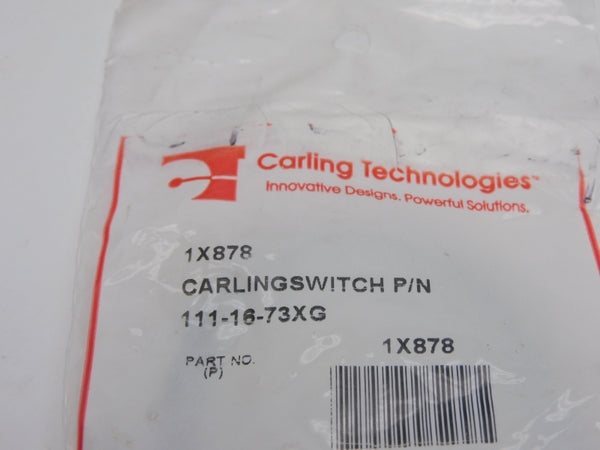 Carling Technologies™
Innovative Designs. Powerful Solutions.
1X878
CARLINGSWITCH P/N
111-16-73XG
PART NO.
(P)
1X878